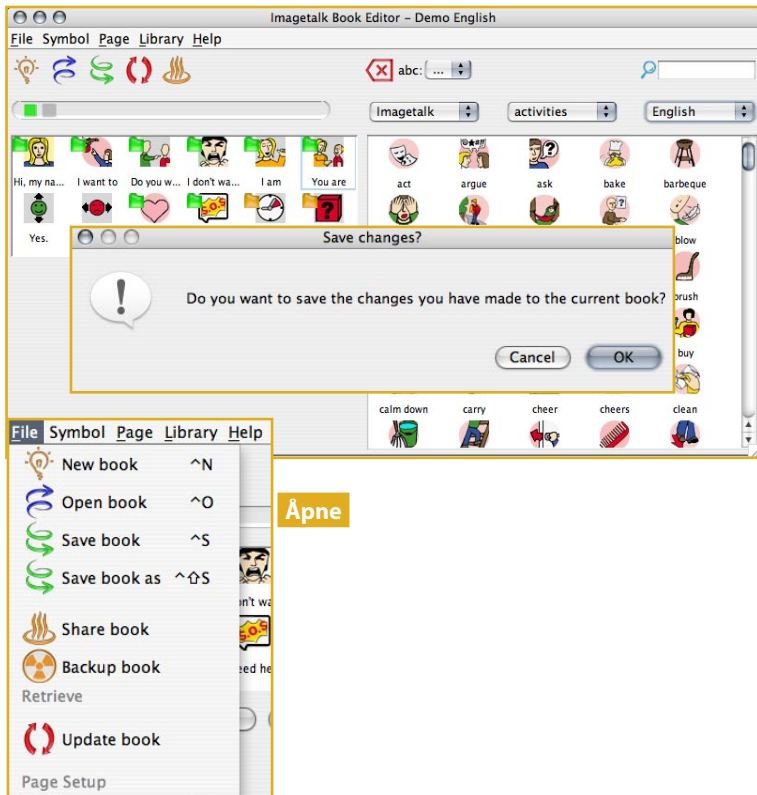 Imagetalk Book Editor – Demo English
File Symbol Page Library Help
abc: ...
Imagetalk activities English
Hi, my na... I want to Do you w... I don't wa... I am You are
act argue ask bake barbeque
Yes.
blow
Save changes?
Do you want to save the changes you have made to the current book?
Cancel OK
brush
buy
calm down carry cheer cheers clean
File Symbol Page Library Help
New book ^N
Open book ^O
Save book ^S
Save book as ^⇧S
Share book
Backup book
Retrieve
Update book
Page Setup
Åpne
S.O.S